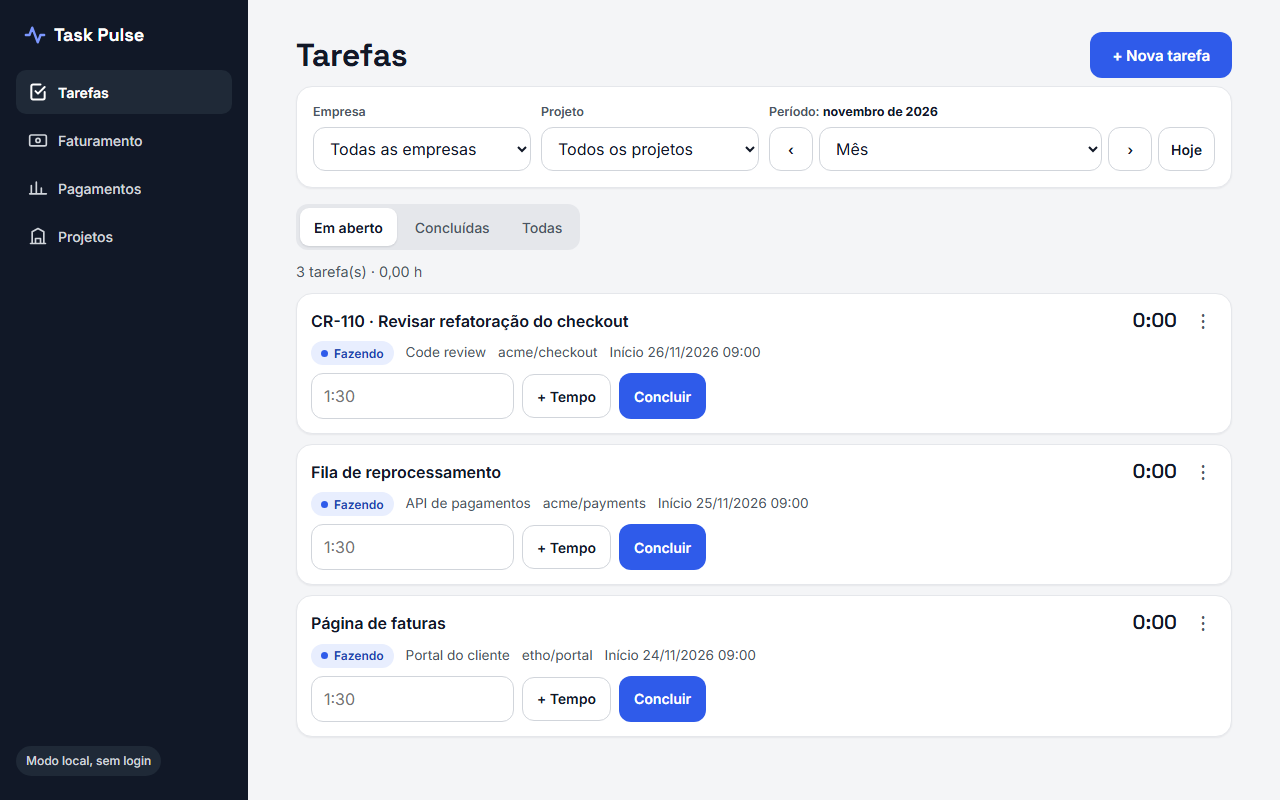 Task Pulse
Tarefas
Faturamento
Pagamentos
Projetos
Modo local, sem login
Tarefas
+ Nova tarefa
Empresa
Projeto
Período: novembro de 2026
Todas as empresas
Todos os projetos
‹
Mês
›
Hoje
Em aberto
Concluídas
Todas
3 tarefa(s) · 0,00 h
CR-110 · Revisar refatoração do checkout
0:00
Fazendo Code review acme/checkout Início 26/11/2026 09:00
1:30
+ Tempo
Concluir
Fila de reprocessamento
0:00
Fazendo API de pagamentos acme/payments Início 25/11/2026 09:00
1:30
+ Tempo
Concluir
Página de faturas
0:00
Fazendo Portal do cliente etho/portal Início 24/11/2026 09:00
1:30
+ Tempo
Concluir